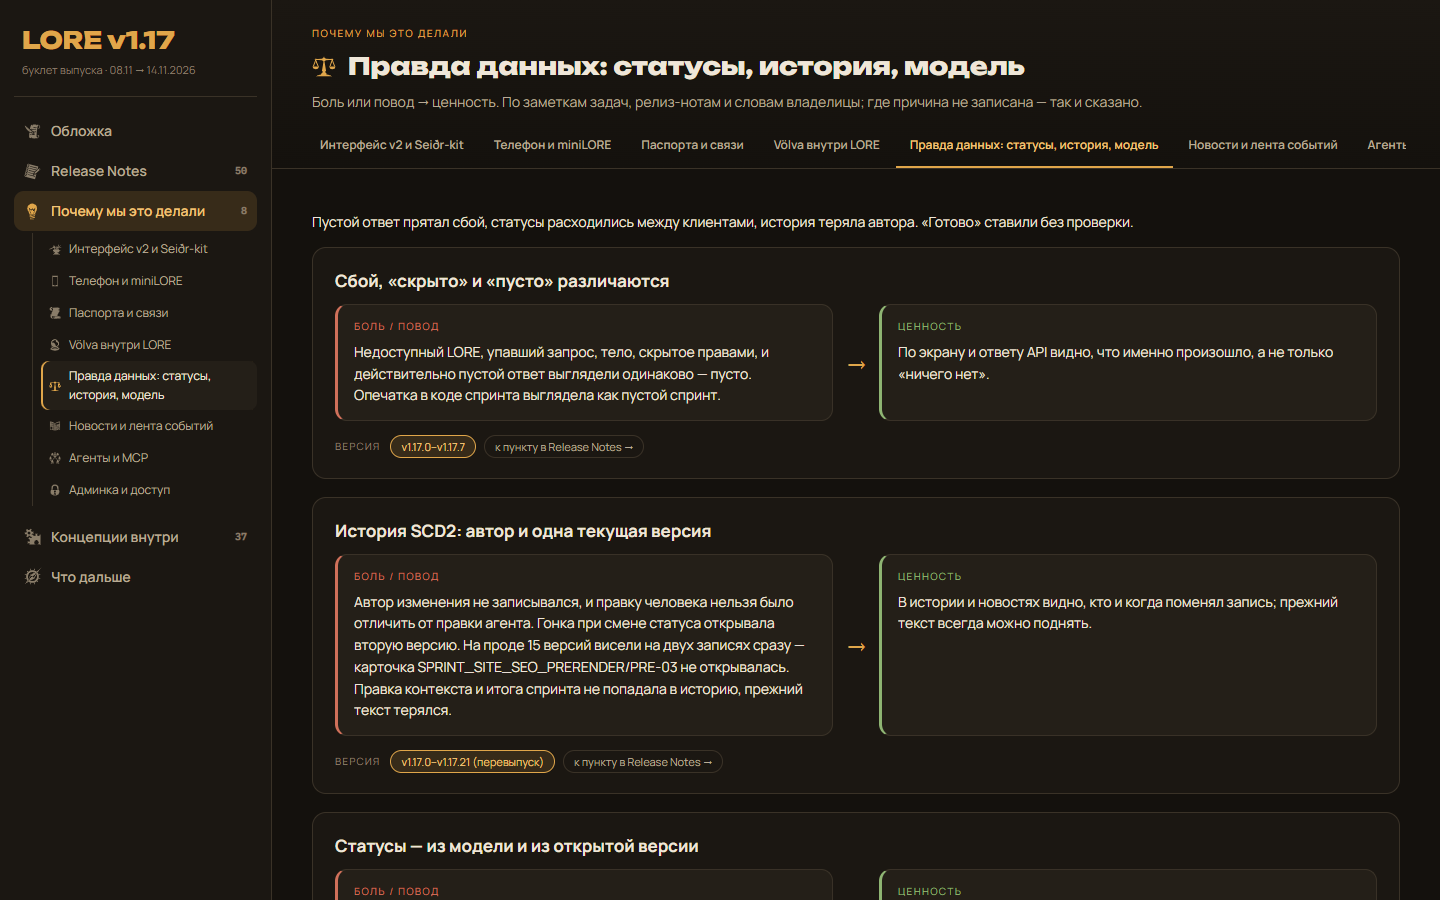 LORE v1.17
буклет выпуска · 08.11 → 14.11.2026
Обложка
Release Notes 50
Почему мы это делали 8
Интерфейс v2 и Seiðr-kit
Телефон и miniLORE
Паспорта и связи
Völva внутри LORE
Правда данных: статусы,
история, модель
Новости и лента событий
Агенты и MCP
Админка и доступ
Концепции внутри 37
Что дальше
ПОЧЕМУ МЫ ЭТО ДЕЛАЛИ
Правда данных: статусы, история, модель
Боль или повод → ценность. По заметкам задач, релиз-нотам и словам владелицы; где причина не записана — так и сказано.
Интерфейс v2 и Seiðr-kit Телефон и miniLORE Паспорта и связи Völva внутри LORE Правда данных: статусы, история, модель Новости и лента событий Агенть
Пустой ответ прятал сбой, статусы расходились между клиентами, история теряла автора. «Готово» ставили без проверки.
Сбой, «скрыто» и «пусто» различаются
БОЛЬ / ПОВОД
Недоступный LORE, упавший запрос, тело, скрытое правами, и
действительно пустой ответ выглядели одинаково — пусто.
Опечатка в коде спринта выглядела как пустой спринт.
→
ЦЕННОСТЬ
По экрану и ответу API видно, что именно произошло, а не только
«ничего нет».
ВЕРСИЯ v1.17.0–v1.17.7 к пункту в Release Notes →
История SCD2: автор и одна текущая версия
БОЛЬ / ПОВОД
Автор изменения не записывался, и правку человека нельзя было
отличить от правки агента. Гонка при смене статуса открывала
вторую версию. На проде 15 версий висели на двух записях сразу —
карточка SPRINT_SITE_SEO_PRERENDER/PRE-03 не открывалась.
Правка контекста и итога спринта не попадала в историю, прежний
текст терялся.
→
ЦЕННОСТЬ
В истории и новостях видно, кто и когда поменял запись; прежний
текст всегда можно поднять.
ВЕРСИЯ v1.17.0–v1.17.21 (перевыпуск) к пункту в Release Notes →
Статусы — из модели и из открытой версии
БОЛЬ / ПОВОД
ЦЕННОСТЬ